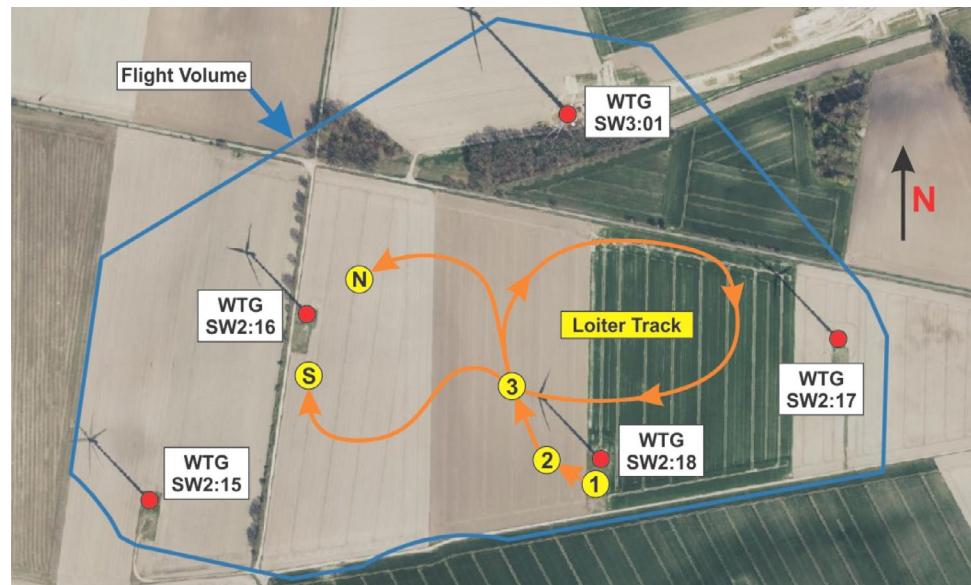 Flight Volume
WTG
SW3:01
N
N
WTG
SW2:16
Loiter Track
S
3
WTG
SW2:17
WTG
SW2:18
2
1
WTG
SW2:15